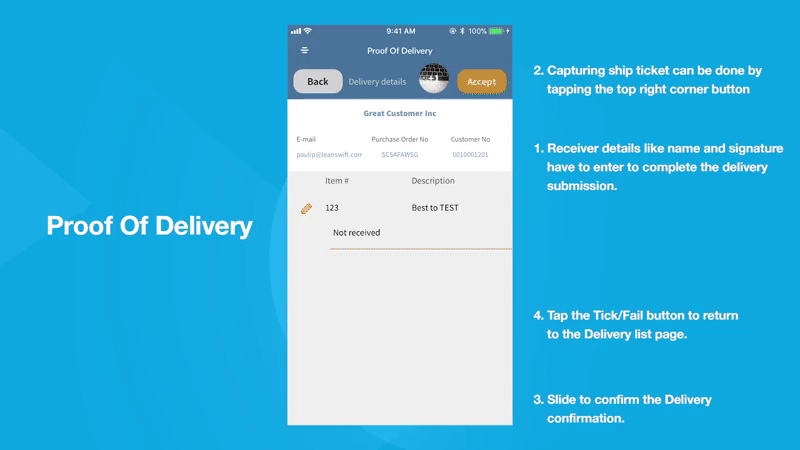 9:41 AM
100%
Proof Of Delivery
Back
Delivery details
Accept
Great Customer Inc
E-mail
Purchase Order No
Customer No
paulip@leanswift.com
SCSAFAWSG
0010001201
Item #
Description
123
Best to TEST
Not received
Proof Of Delivery
2. Capturing ship ticket can be done by
tapping the top right corner button
1. Receiver details like name and signature
have to enter to complete the delivery
submission.
4. Tap the Tick/Fail button to return
to the Delivery list page.
3. Slide to confirm the Delivery
confirmation.